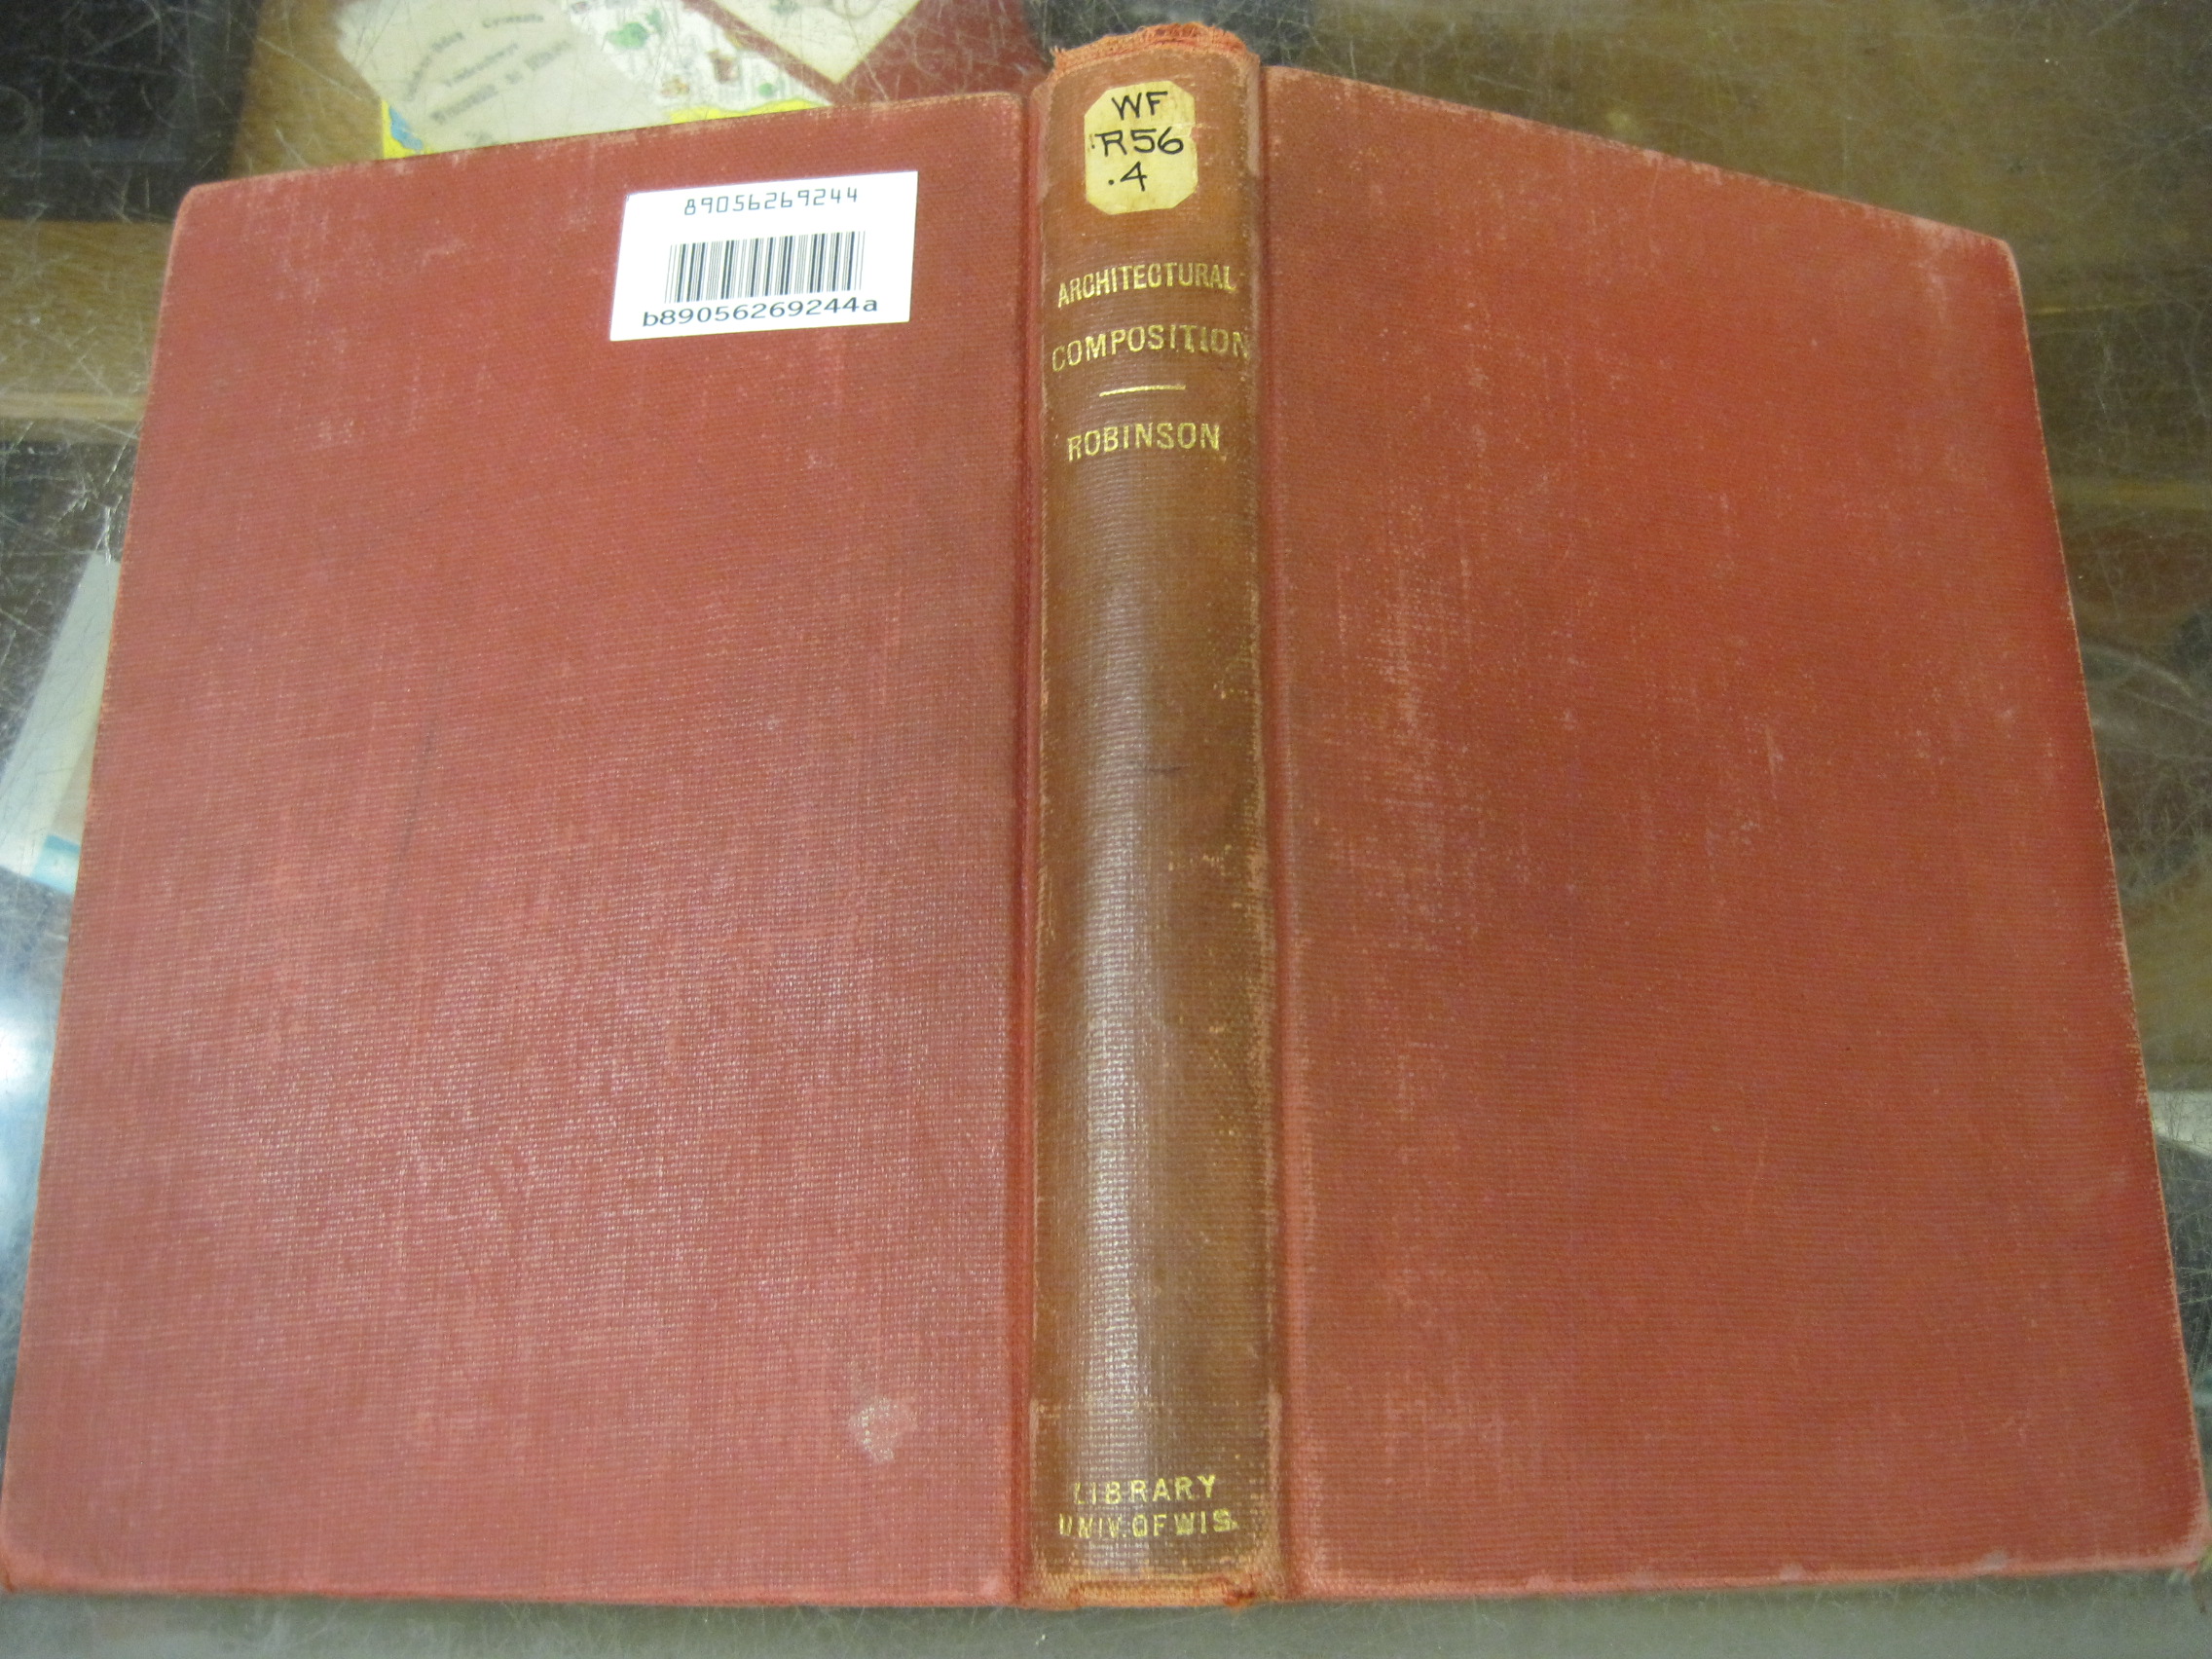 89056269244
b89056269244a
WF
R56
.4
ARCHITECTURAL
COMPOSITION
ROBINSON
LIBRARY
UNIV. OF WIS.